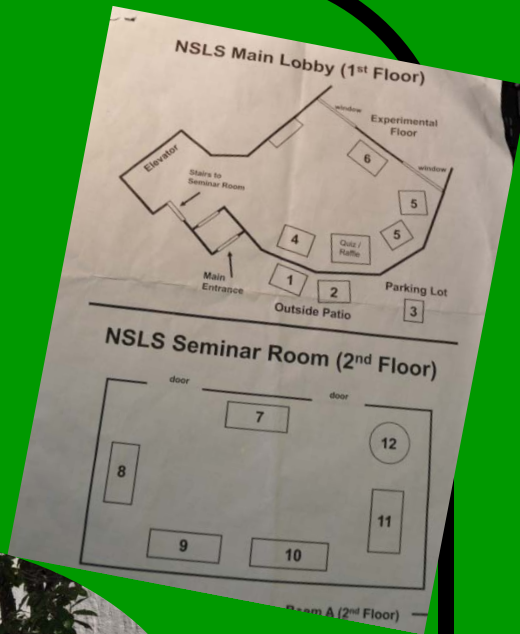 NSLS Main Lobby (1st Floor)
window
Experimental
Floor
6
window
Elevator
Stairs to
Seminar Room
5
5
4
Quiz /
Raffle
Main
Entrance
1
2
Parking Lot
3
Outside Patio
NSLS Seminar Room (2nd Floor)
door
door
7
12
8
11
9
10
A (2nd Floor)